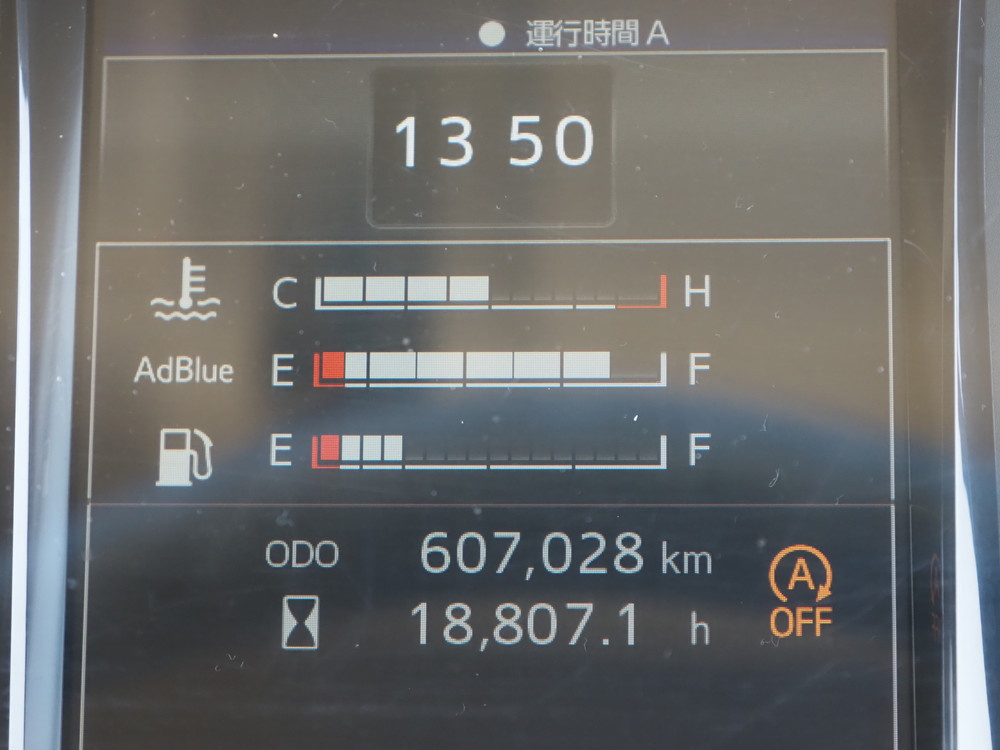 運行時間 A
13 50
C H
AdBlue E F
E F
ODO 607,028 km
18,807.1 h
A
OFF